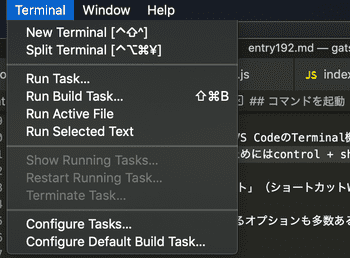 Terminal Window Help
New Terminal [^⇧^]
Split Terminal [^⌥⌘¥]
Run Task...
Run Build Task... ⇧⌘B
Run Active File
Run Selected Text
Show Running Tasks...
Restart Running Task...
Terminate Task...
Configure Tasks...
Configure Default Build Task...
entry192.md — gats
.js
JS index
## コマンドを起動
VS CodeのTerminal機
めにはcontrol + sh
ト」(ショートカットW
るオプションも多数ある